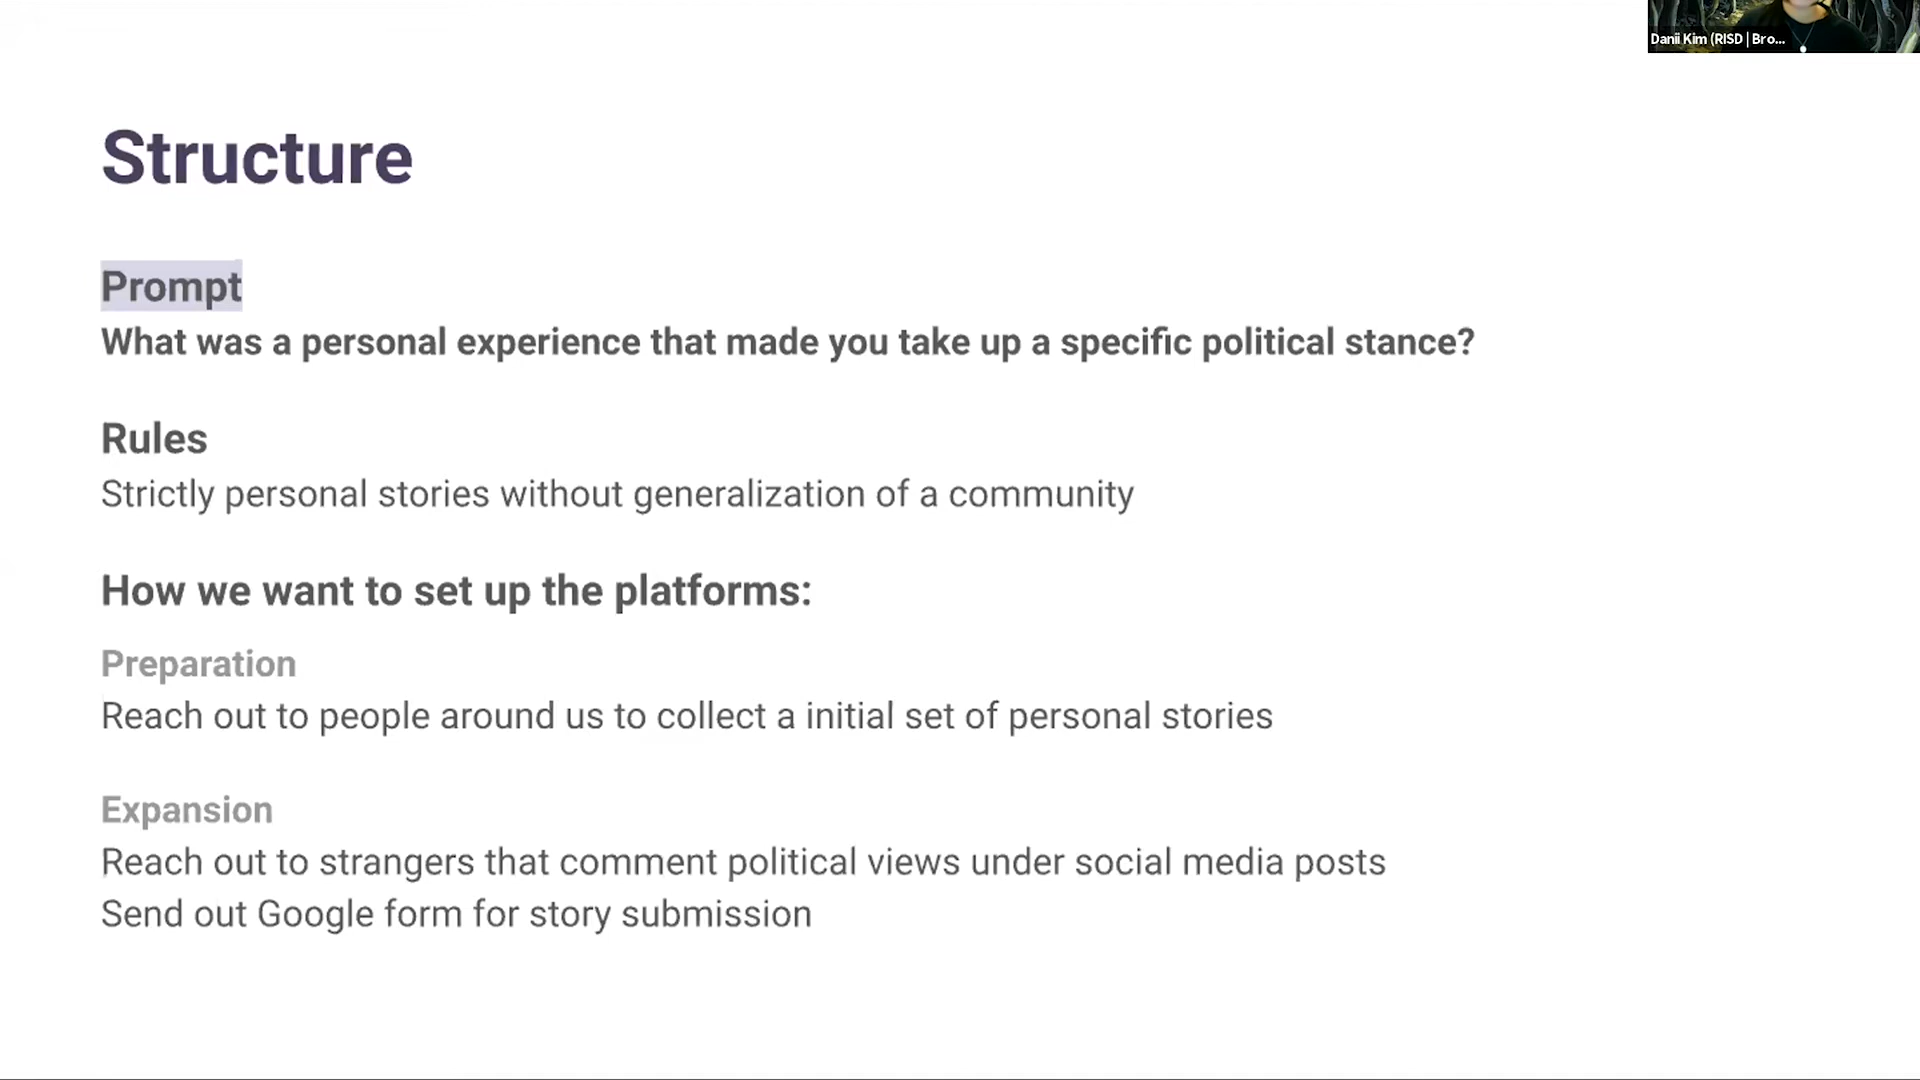 Danii Kim (RISD | Bro...
Structure
Prompt
What was a personal experience that made you take up a specific political stance?
Rules
Strictly personal stories without generalization of a community
How we want to set up the platforms:
Preparation
Reach out to people around us to collect a initial set of personal stories
Expansion
Reach out to strangers that comment political views under social media posts
Send out Google form for story submission